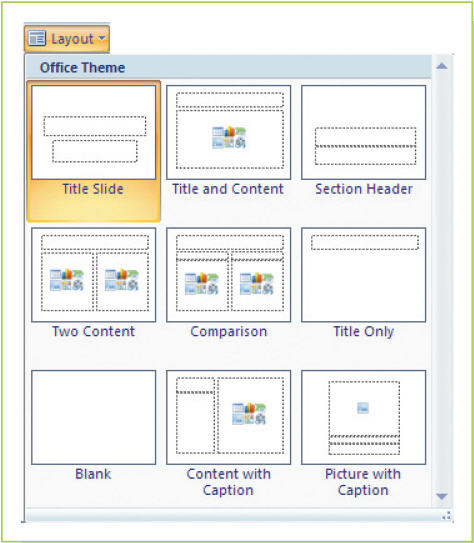 Layout
Office Theme
Title Slide
Title and Content
Section Header
Two Content
Comparison
Title Only
Blank
Content with
Caption
Picture with
Caption